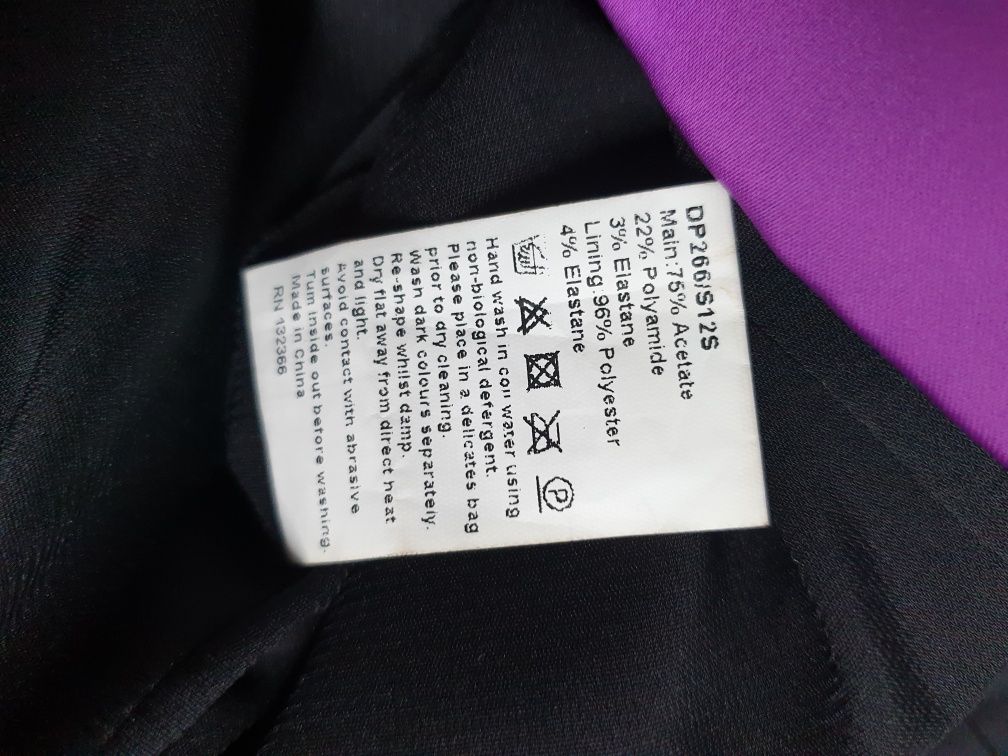 DP266/S12S
Main:75% Acetate
22% Polyamide
3% Elastane
Lining:96% Polyester
4% Elastane
P
Hand wash in cold water using
non-biological detergent.
Please place in a delicates bag
prior to dry cleaning.
Wash dark colours separately.
Re-shape whilst damp.
Dry flat away from direct heat
and light.
Avoid contact with abrasive
surfaces.
Turn inside out before washing.
Made in China
RN 132366